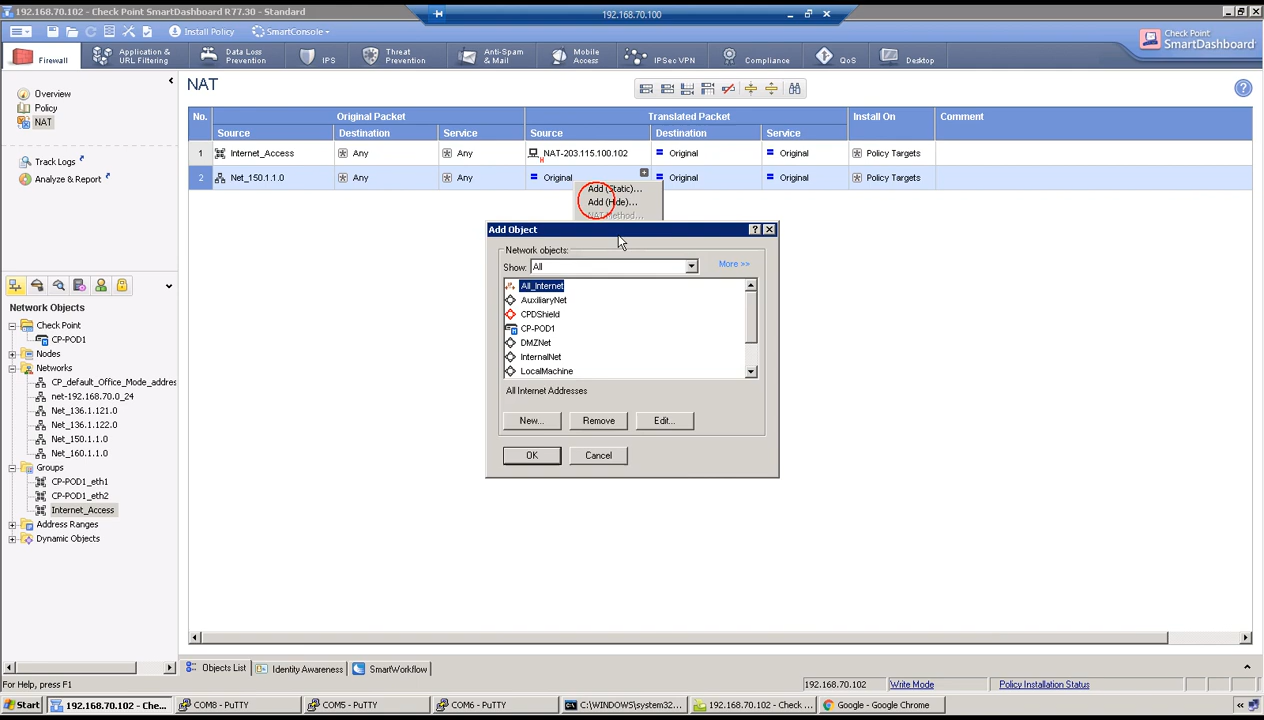 192.168.70.102 - Check Point SmartDashboard R77.30 - Standard
192.168.70.100
Install Policy
SmartConsole
Check Point
SmartDashboard
Firewall
Application &
URL Filtering
Data Loss
Prevention
IPS
Threat
Prevention
Anti-Spam
& Mail
Mobile
Access
IPSec VPN
Compliance
QoS
Desktop
Overview
Policy
NAT
Track Logs
Analyze & Report
NAT
No.
Original Packet
Translated Packet
Install On
Comment
Source
Destination
Service
Source
Destination
Service
1 Internet_Access Any Any NAT-203.115.100.102 Original Original Policy Targets
2 Net_150.1.1.0 Any Any Original Original Original Policy Targets
Add (Static)...
Add (Hide)...
NAT Method...
Add Object
Network objects:
Show: All
More >>
All_Internet
AuxiliaryNet
CPDShield
CP-POD1
DMZNet
InternalNet
LocalMachine
All Internet Addresses
New... Remove Edit...
OK Cancel
Network Objects
Check Point
CP-POD1
Nodes
Networks
CP_default_Office_Mode_addres
net-192.168.70.0_24
Net_136.1.121.0
Net_136.1.122.0
Net_150.1.1.0
Net_160.1.1.0
Groups
CP-POD1_eth1
CP-POD1_eth2
Internet_Access
Address Ranges
Dynamic Objects
Objects List Identity Awareness SmartWorkflow
For Help, press F1
192.168.70.102
Write Mode
Policy Installation Status
Start
192.168.70.102 - Che...
COM8 - PuTTY
COM5 - PuTTY
COM6 - PuTTY
C:\WINDOWS\system32...
192.168.70.102 - Check ...
Google - Google Chrome